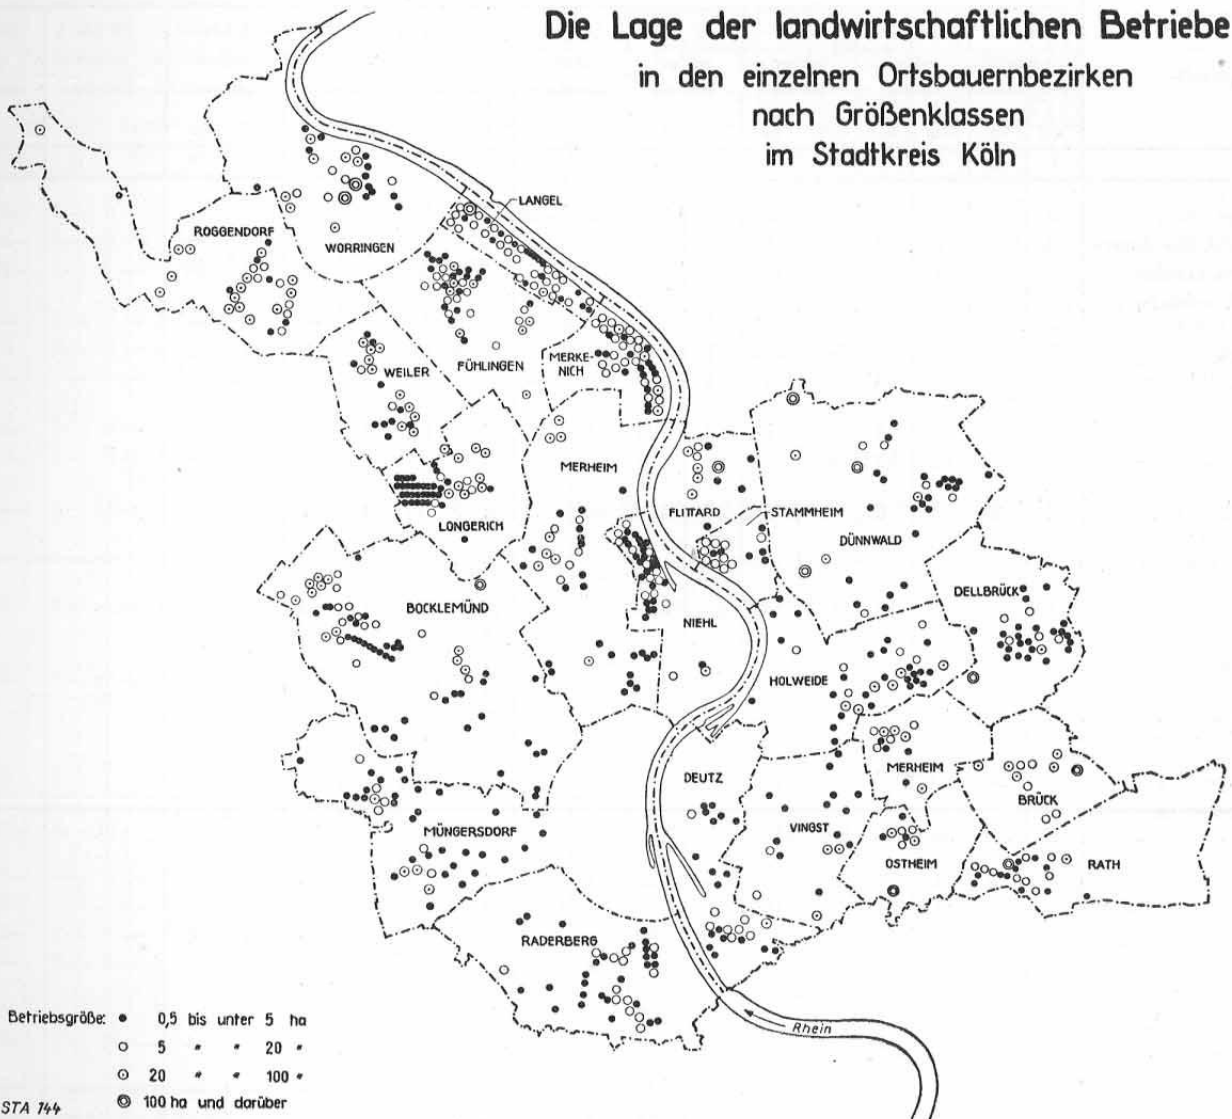 Die Lage der landwirtschaftlichen Betriebe
in den einzelnen Ortsbauernbezirken
nach Größenklassen
im Stadtkreis Köln
LANGEL
ROGGENDORF
WORRINGEN
WEILER
FÜHLINGEN
MERKE-
NICH
MERHEIM
LONGERICH
FLITTARD
STAMMHEIM
DÜNNWALD
DELLBRÜCK
BOCKLEMÜND
NIEHL
HOLWEIDE
DEUTZ
MERHEIM
BRÜCK
MÜNGERSDORF
VINGST
OSTHEIM
RATH
RADERBERG
Rhein
Betriebsgröße: 0,5 bis unter 5 ha
5 " " 20 "
20 " " 100 "
100 ha und darüber
STA 144